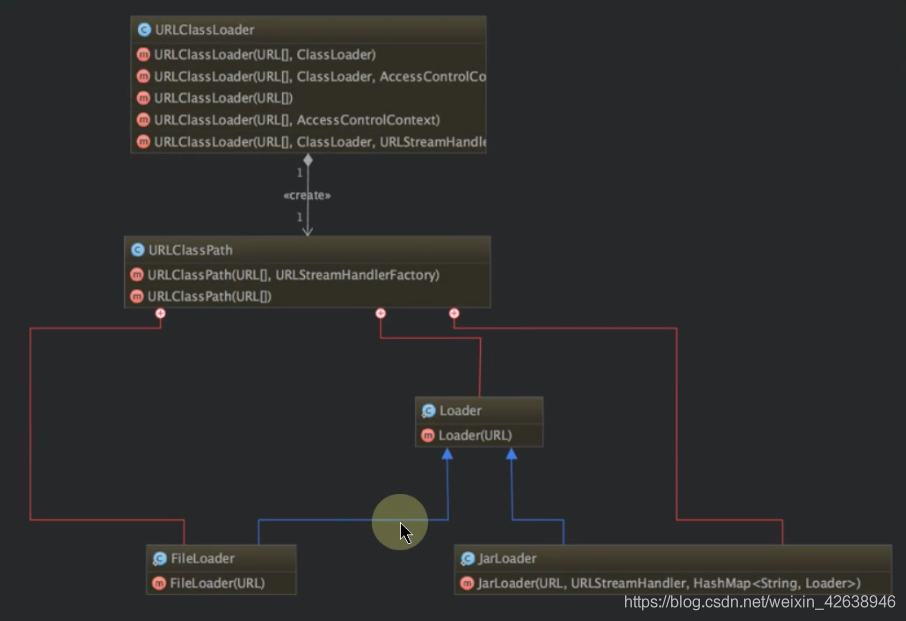 URLClassLoader
URLClassLoader(URL[], ClassLoader)
URLClassLoader(URL[], ClassLoader, AccessControlCo
URLClassLoader(URL[])
URLClassLoader(URL[], AccessControlContext)
URLClassLoader(URL[], ClassLoader, URLStreamHandle
1
«create»
1
URLClassPath
URLClassPath(URL[], URLStreamHandlerFactory)
URLClassPath(URL[])
Loader
Loader(URL)
FileLoader
FileLoader(URL)
JarLoader
JarLoader(URL, URLStreamHandler, HashMap<String, Loader>)
https://blog.csdn.net/weixin_42638946